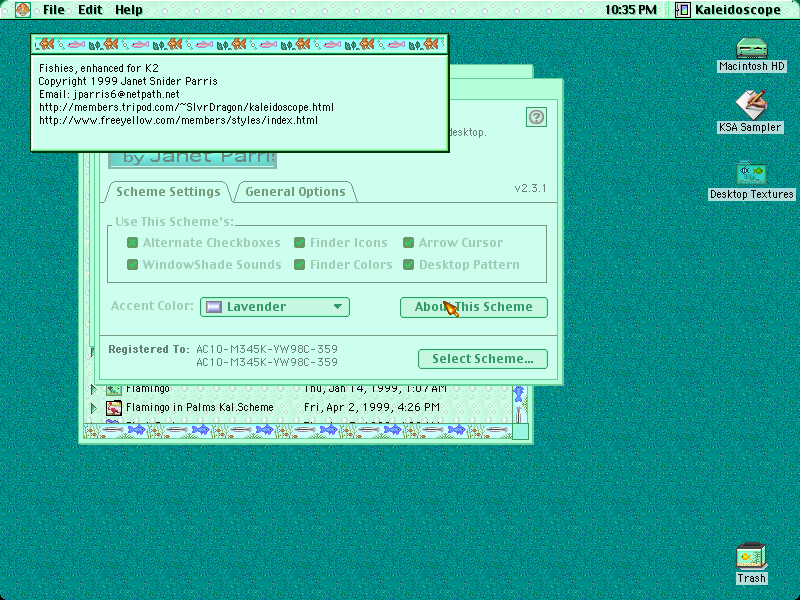 File Edit Help
10:35 PM Kaleidoscope
Fishies, enhanced for K2
Copyright 1999 Janet Snider Parris
Email: jparris6@netpath.net
http://members.tripod.com/~SlvrDragon/kaleidoscope.html
http://www.freeyellow.com/members/styles/index.html
desktop.
by Janet Parris
Scheme Settings
General Options
v2.3.1
Use This Scheme's:
Alternate Checkboxes
Finder Icons
Arrow Cursor
WindowShade Sounds
Finder Colors
Desktop Pattern
Accent Color:
Lavender
About This Scheme
Registered To: AC10-M345K-VW98C-359
AC10-M345K-VW98C-359
Select Scheme...
Flamingo Thu, Jan 14, 1999, 1:07 AM
Flamingo in Palms Kal.Scheme Fri, Apr 2, 1999, 4:26 PM
Macintosh HD
KSA Sampler
Desktop Textures
Trash